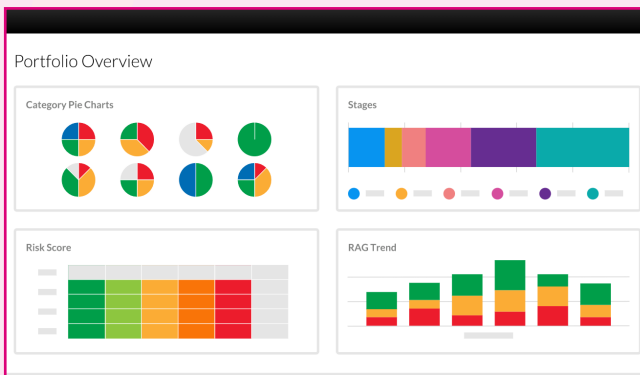 Portfolio Overview
Category Pie Charts
Stages
Risk Score
RAG Trend